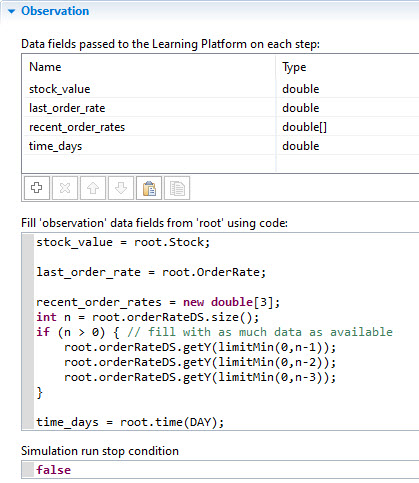 Observation
Data fields passed to the Learning Platform on each step:
Name Type
stock_value double
last_order_rate double
recent_order_rates double[]
time_days double
Fill 'observation' data fields from 'root' using code:
stock_value = root.Stock;
last_order_rate = root.OrderRate;
recent_order_rates = new double[3];
int n = root.orderRateDS.size();
if (n > 0) { // fill with as much data as available
root.orderRateDS.getY(limitMin(0,n-1));
root.orderRateDS.getY(limitMin(0,n-2));
root.orderRateDS.getY(limitMin(0,n-3));
}
time_days = root.time(DAY);
Simulation run stop condition
false